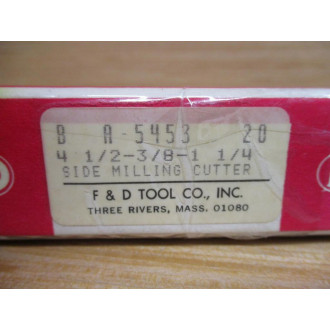 B A-5453 20
4 1/2-3/8-1 1/4
SIDE MILLING CUTTER
F & D TOOL CO., INC.
THREE RIVERS, MASS. 01080